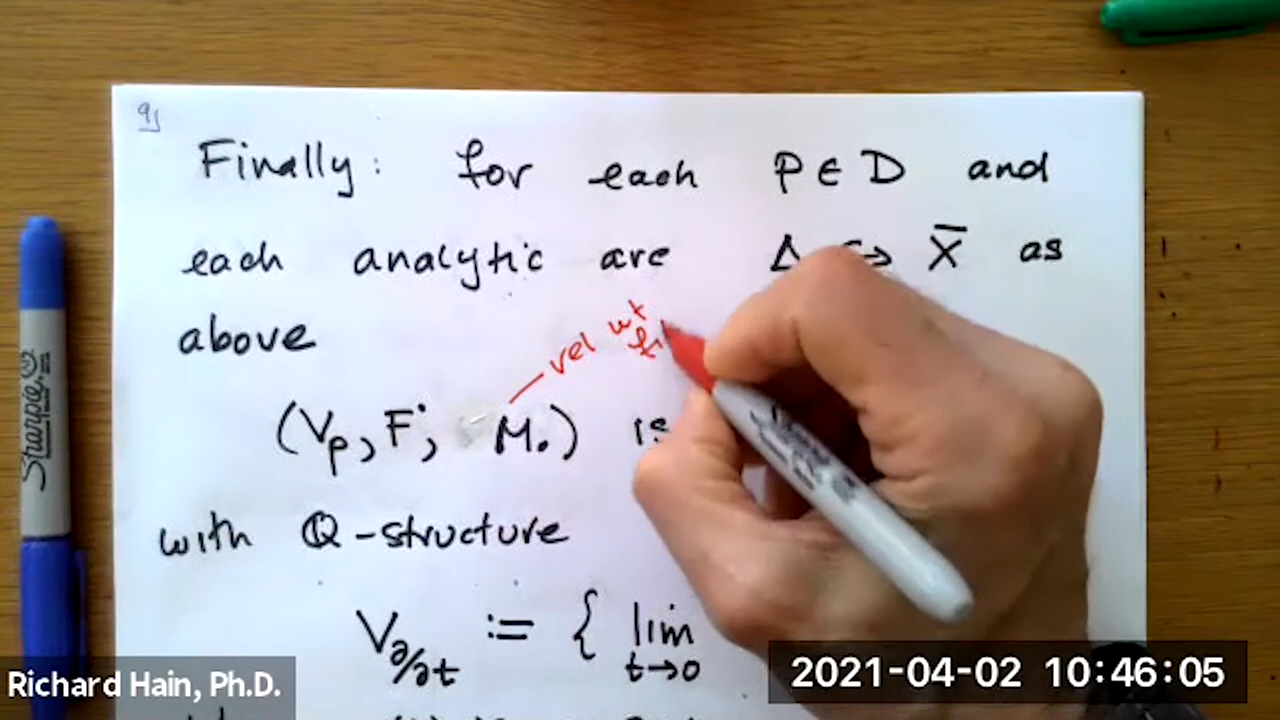 9J
Finally: for each P ∈ D and
each analytic arc Δ ↪ X̄ as
above
rel wt
(V_p, F^•, M_•) is
with Q-structure
V_{∂/∂t} := { lim
t→0
Sharpie
Richard Hain, Ph.D.
2021-04-02 10:46:05